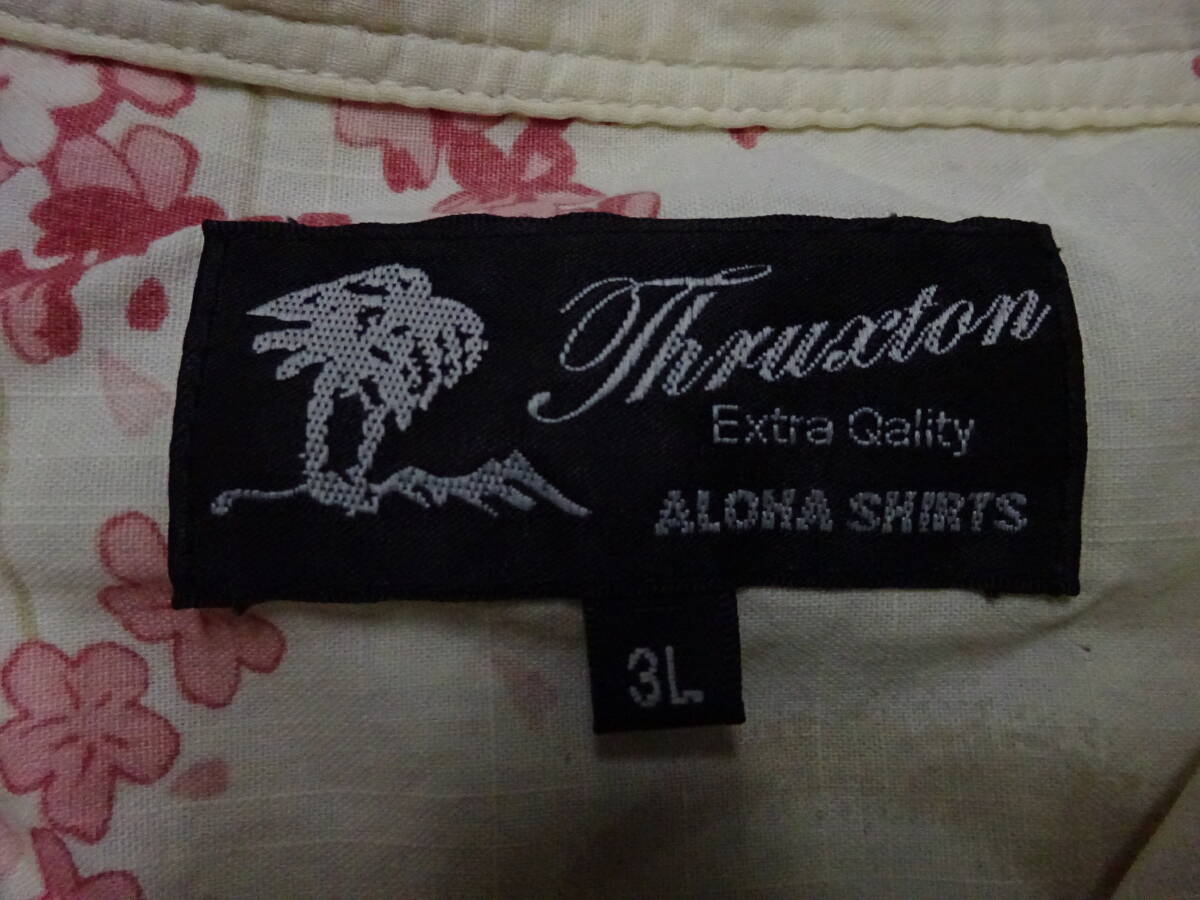 Thruxton
Extra Qality
ALOHA SHIRTS
3L